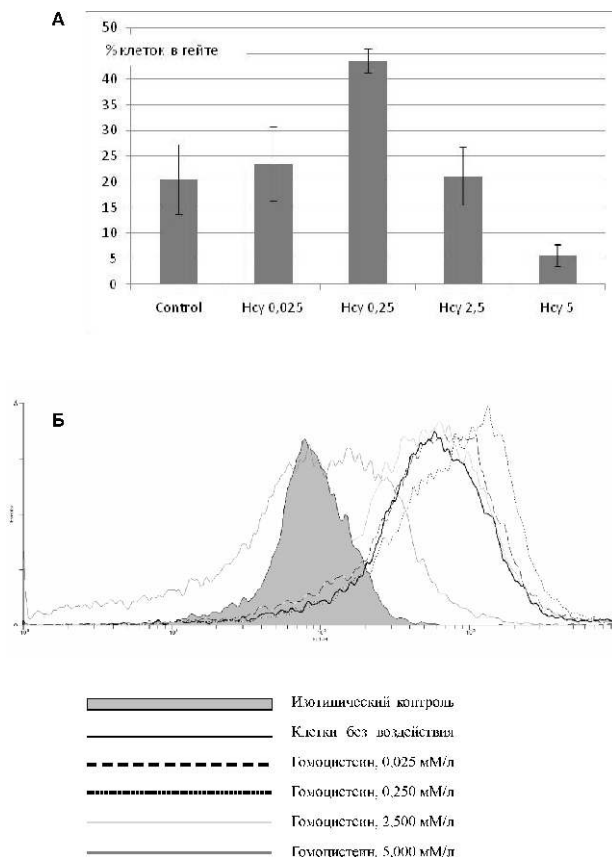 А
% клеток в гейте
50
45
40
35
30
25
20
15
10
5
0
Control Hcy 0,025 Hcy 0,25 Hcy 2,5 Hcy 5
Б
Изотипический контроль
Клетки без воздействия
Гомоцистеин, 0,025 мМ/л
Гомоцистеин, 0,250 мМ/л
Гомоцистеин, 2,500 мМ/л
Гомоцистеин, 5,000 мМ/л